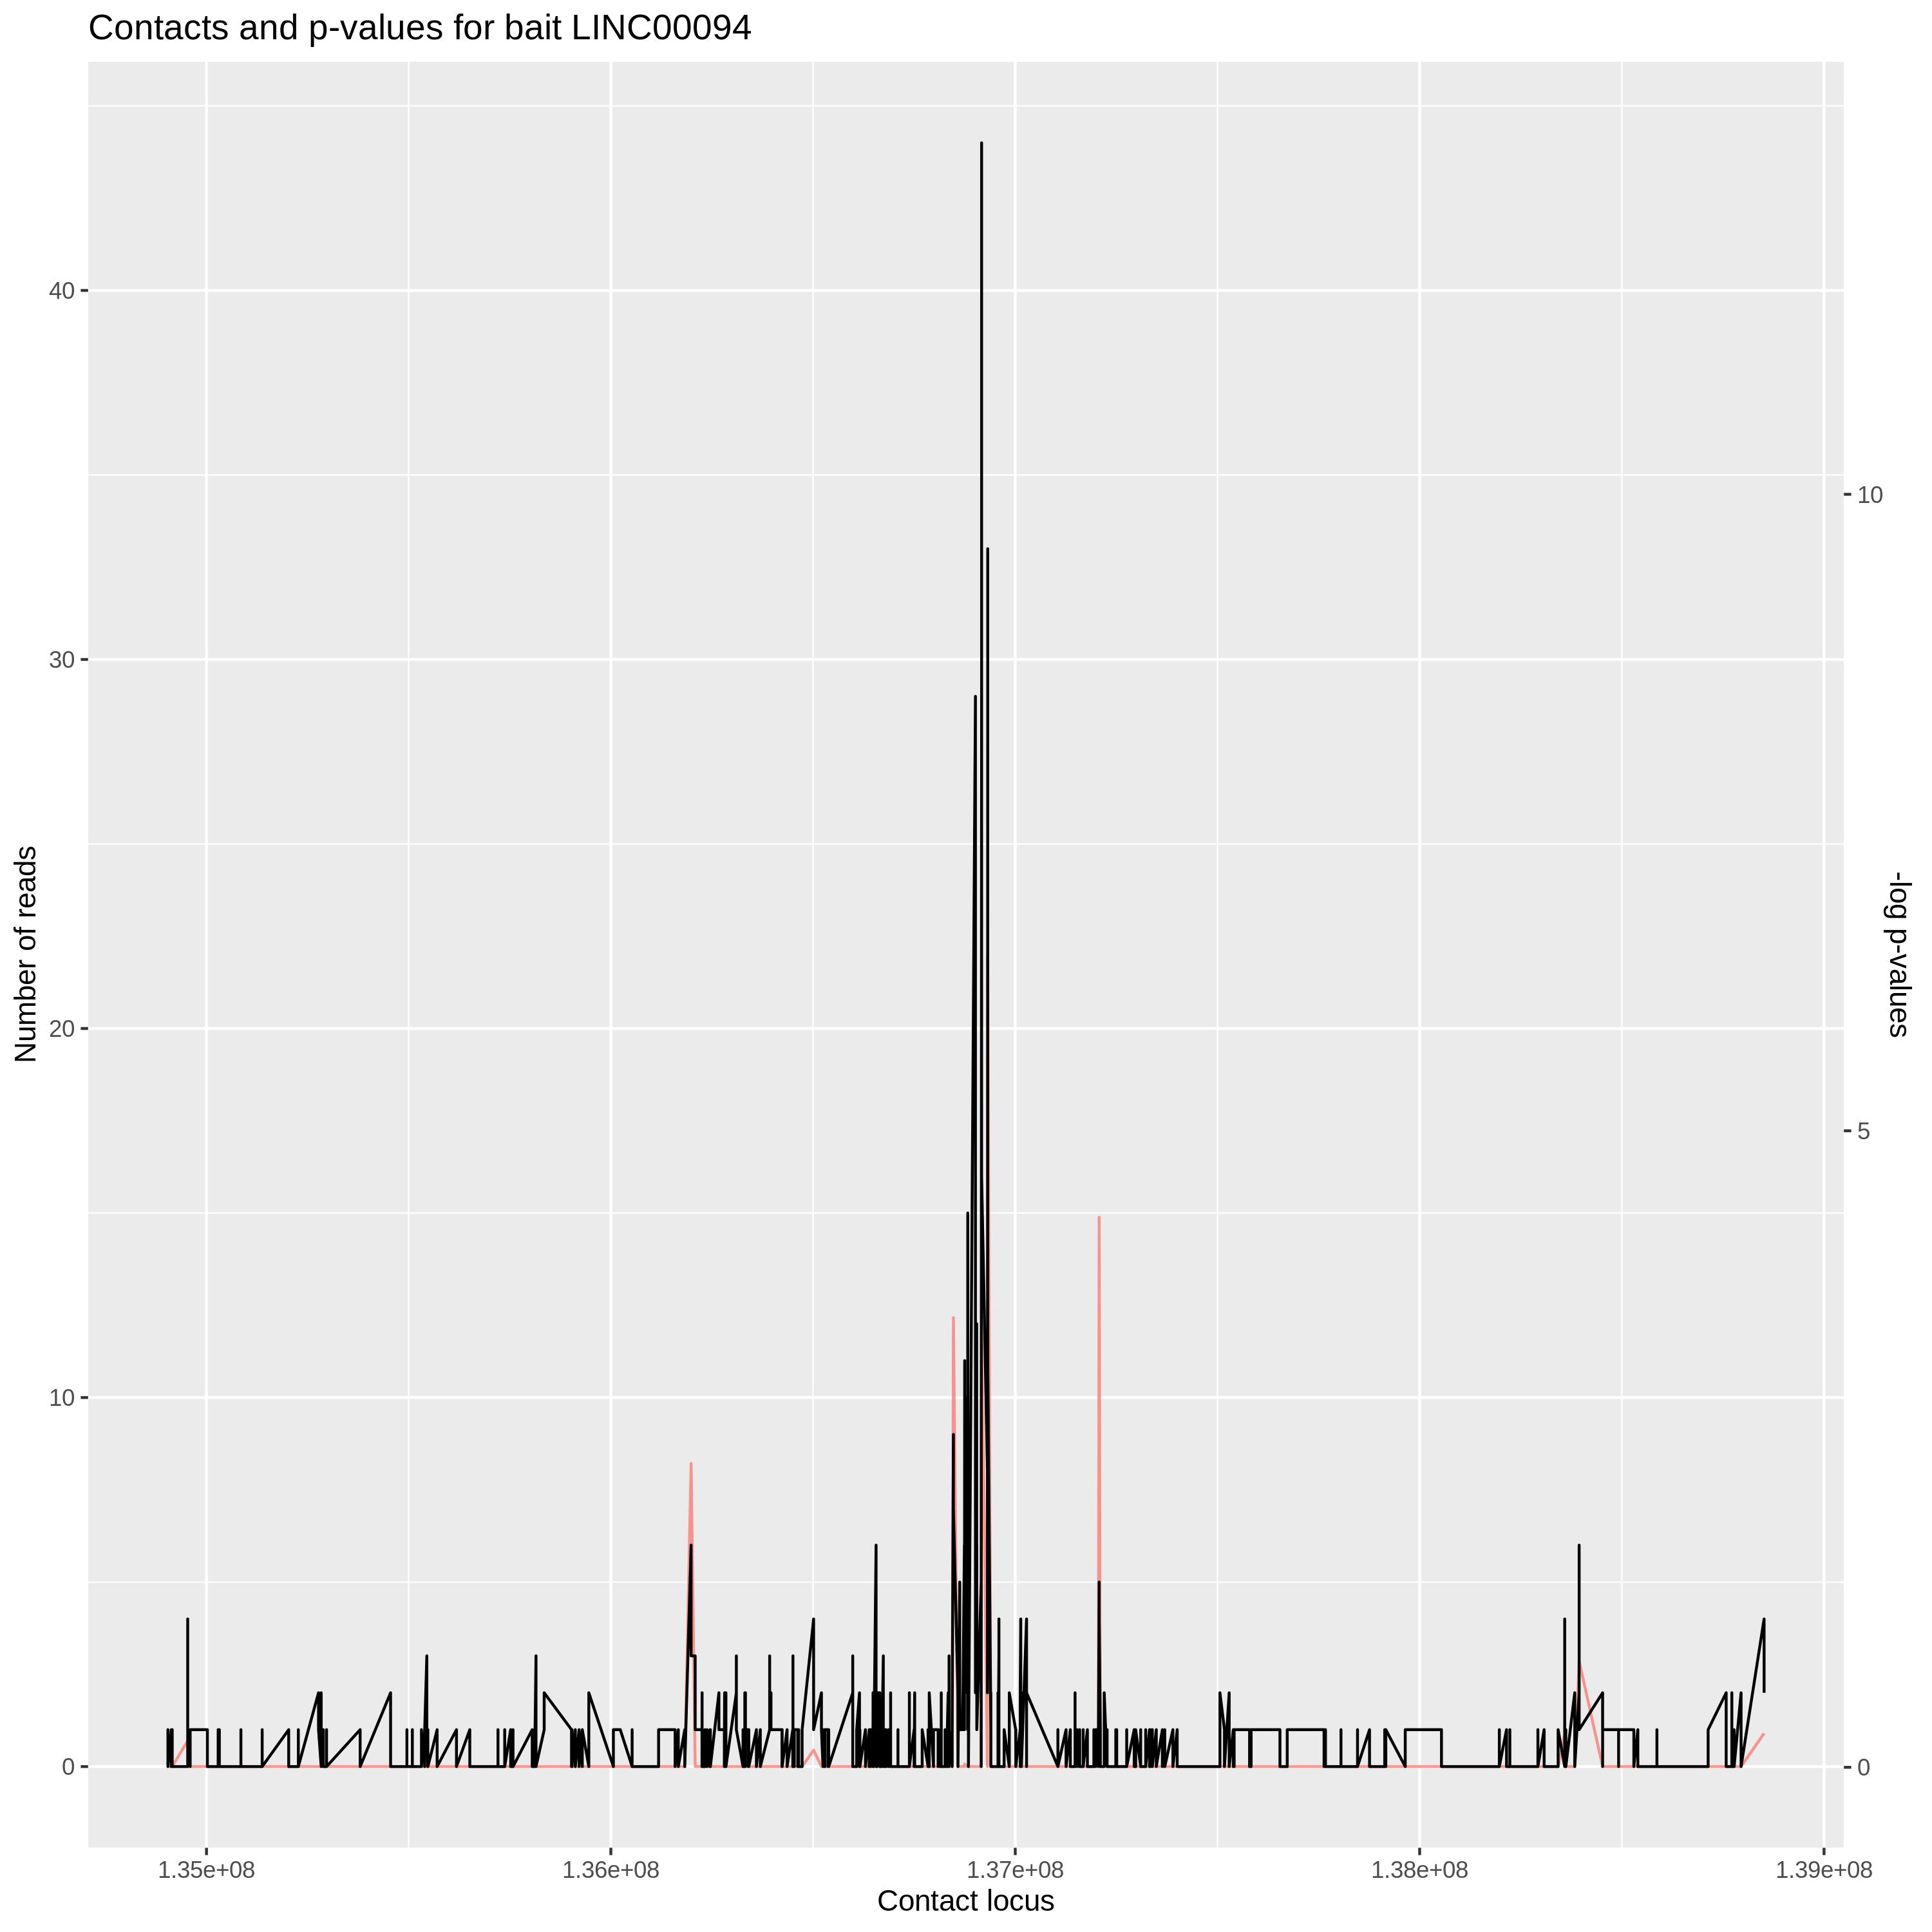 Contacts and p-values for bait LINC00094
Number of reads
40
30
20
10
0
10
5
0
-log p-values
1.35e+08 1.36e+08 1.37e+08 1.38e+08 1.39e+08
Contact locus